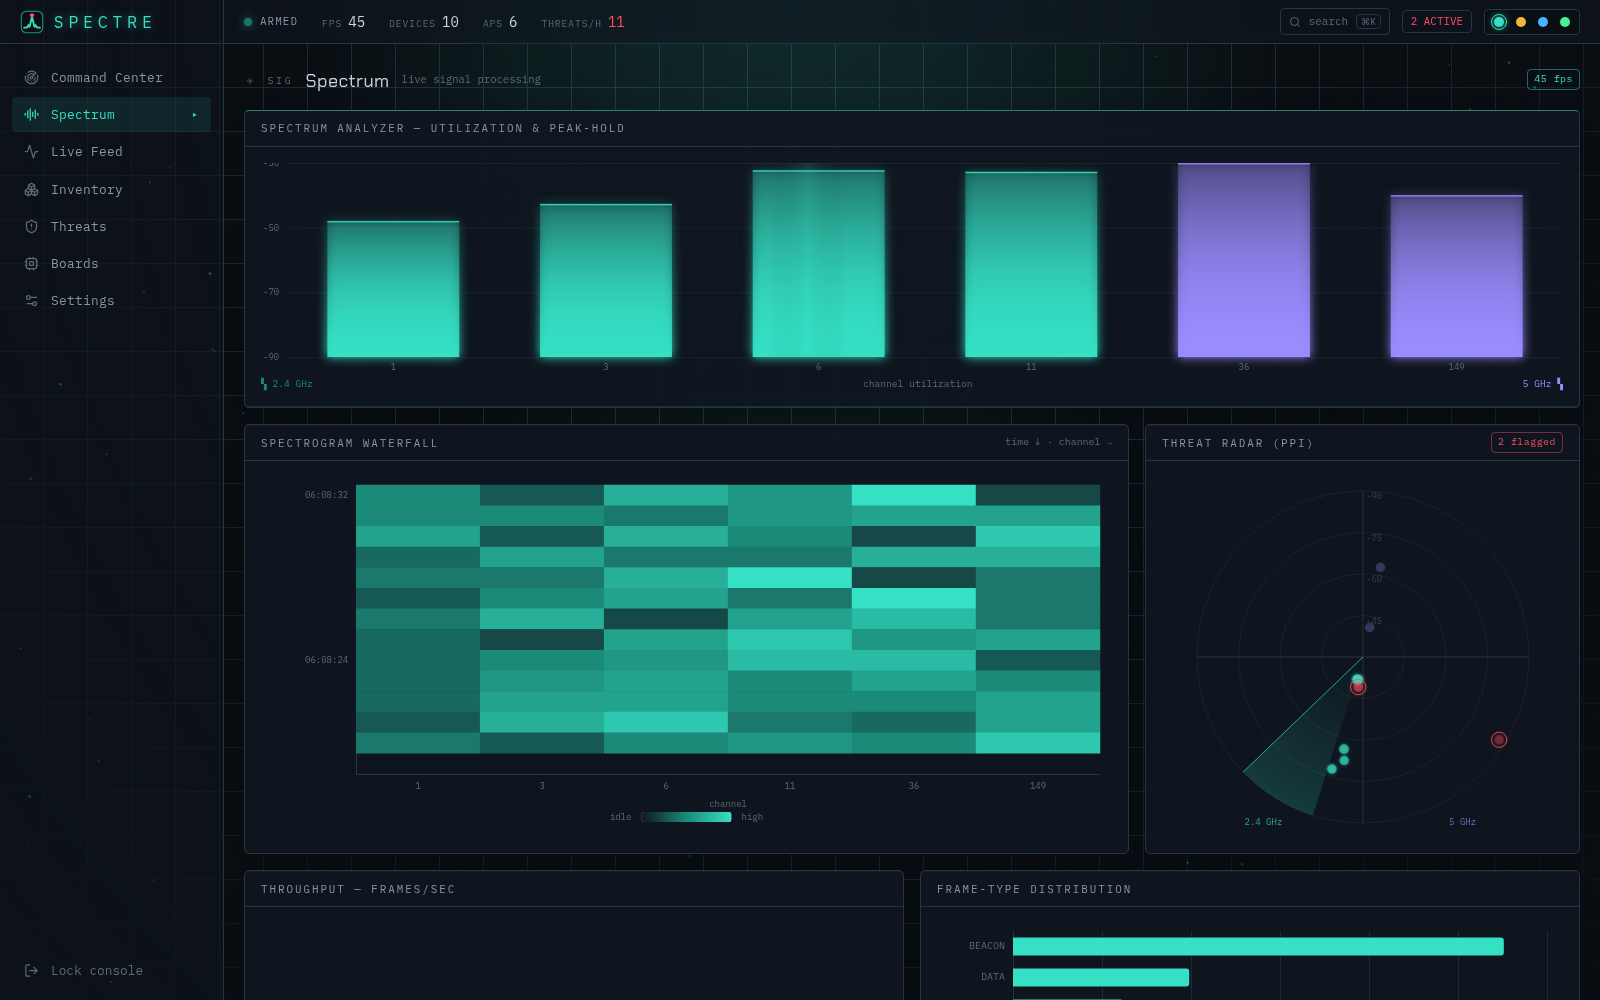 SPECTRE
ARMED FPS 45 DEVICES 10 APS 6 THREATS/H 11
search ⌘K
2 ACTIVE
Command Center
Spectrum
Live Feed
Inventory
Threats
Boards
Settings
Lock console
SIG Spectrum live signal processing
45 fps
SPECTRUM ANALYZER — UTILIZATION & PEAK-HOLD
-30
-50
-70
-90
1 3 6 11 36 149
2.4 GHz channel utilization 5 GHz
SPECTROGRAM WATERFALL
time ↓ · channel →
06:08:32
06:08:24
1 3 6 11 36 149
channel
idle high
THREAT RADAR (PPI)
2 flagged
-90
-75
-60
-45
2.4 GHz 5 GHz
THROUGHPUT — FRAMES/SEC
FRAME-TYPE DISTRIBUTION
BEACON
DATA